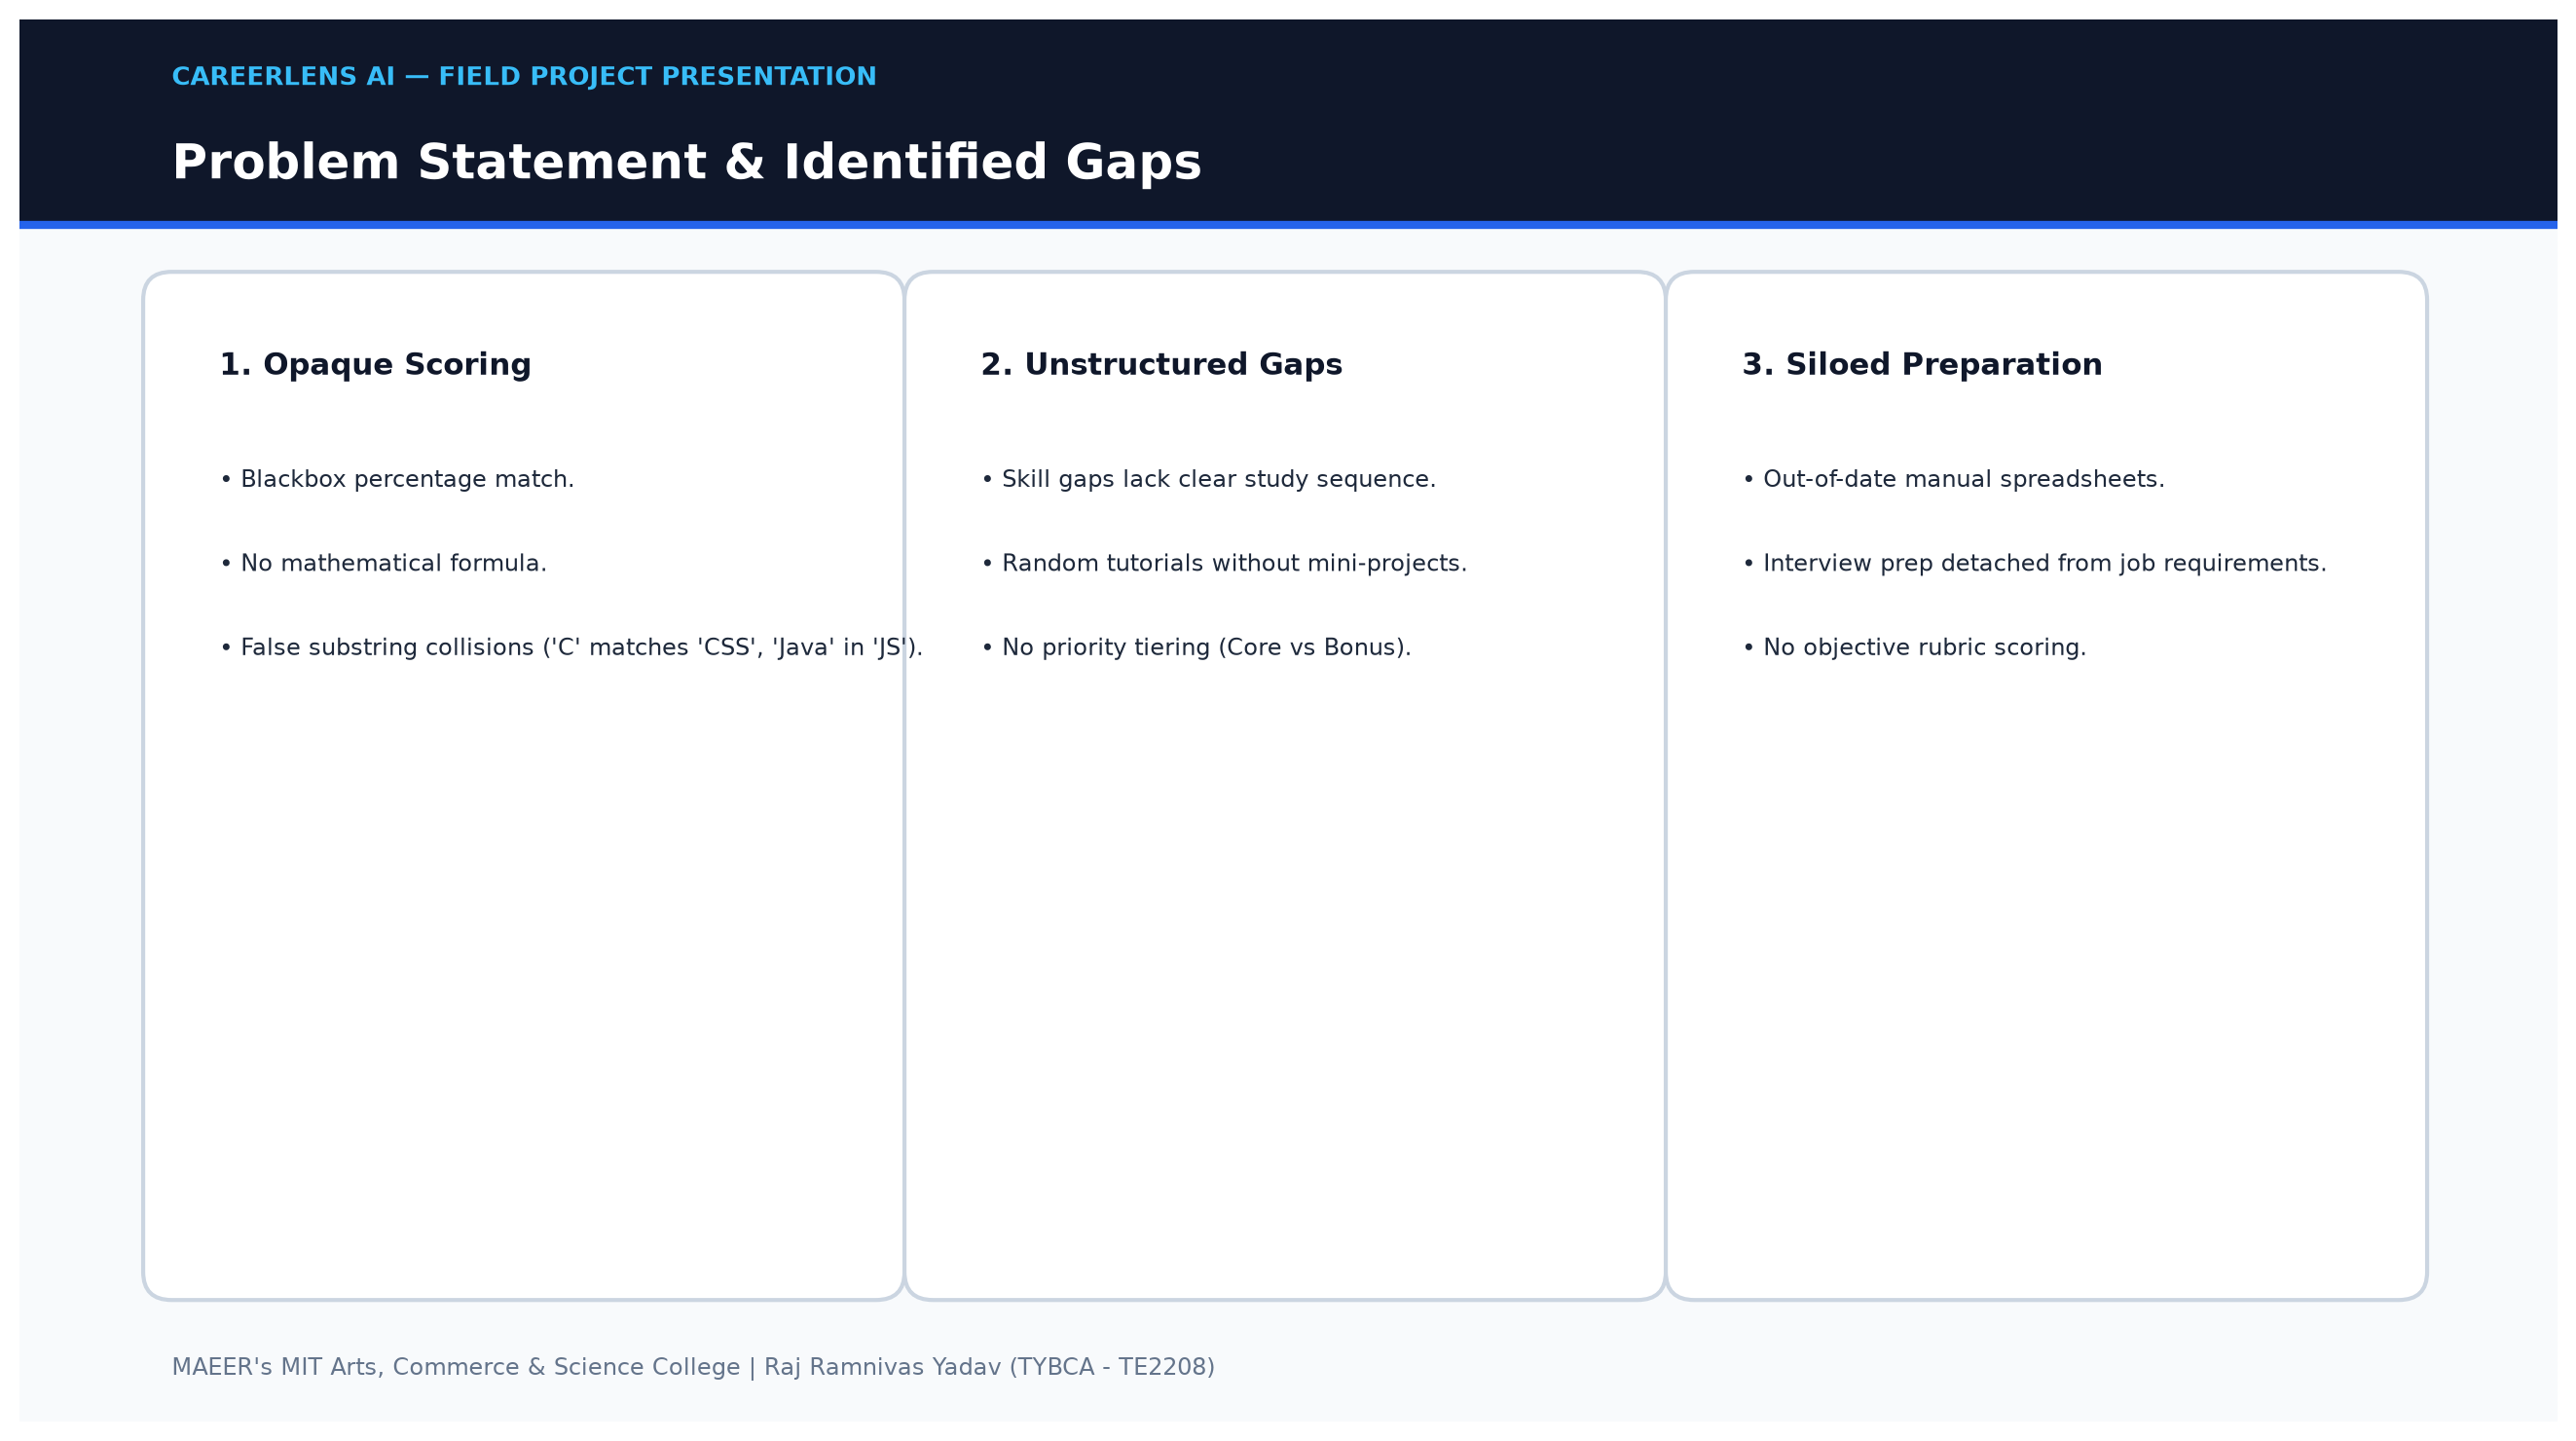 CAREERLENS AI — FIELD PROJECT PRESENTATION
Problem Statement & Identified Gaps
1. Opaque Scoring
• Blackbox percentage match.
• No mathematical formula.
• False substring collisions ('C' matches 'CSS', 'Java' in 'JS').
2. Unstructured Gaps
• Skill gaps lack clear study sequence.
• Random tutorials without mini-projects.
• No priority tiering (Core vs Bonus).
3. Siloed Preparation
• Out-of-date manual spreadsheets.
• Interview prep detached from job requirements.
• No objective rubric scoring.
MAEER's MIT Arts, Commerce & Science College | Raj Ramnivas Yadav (TYBCA - TE2208)